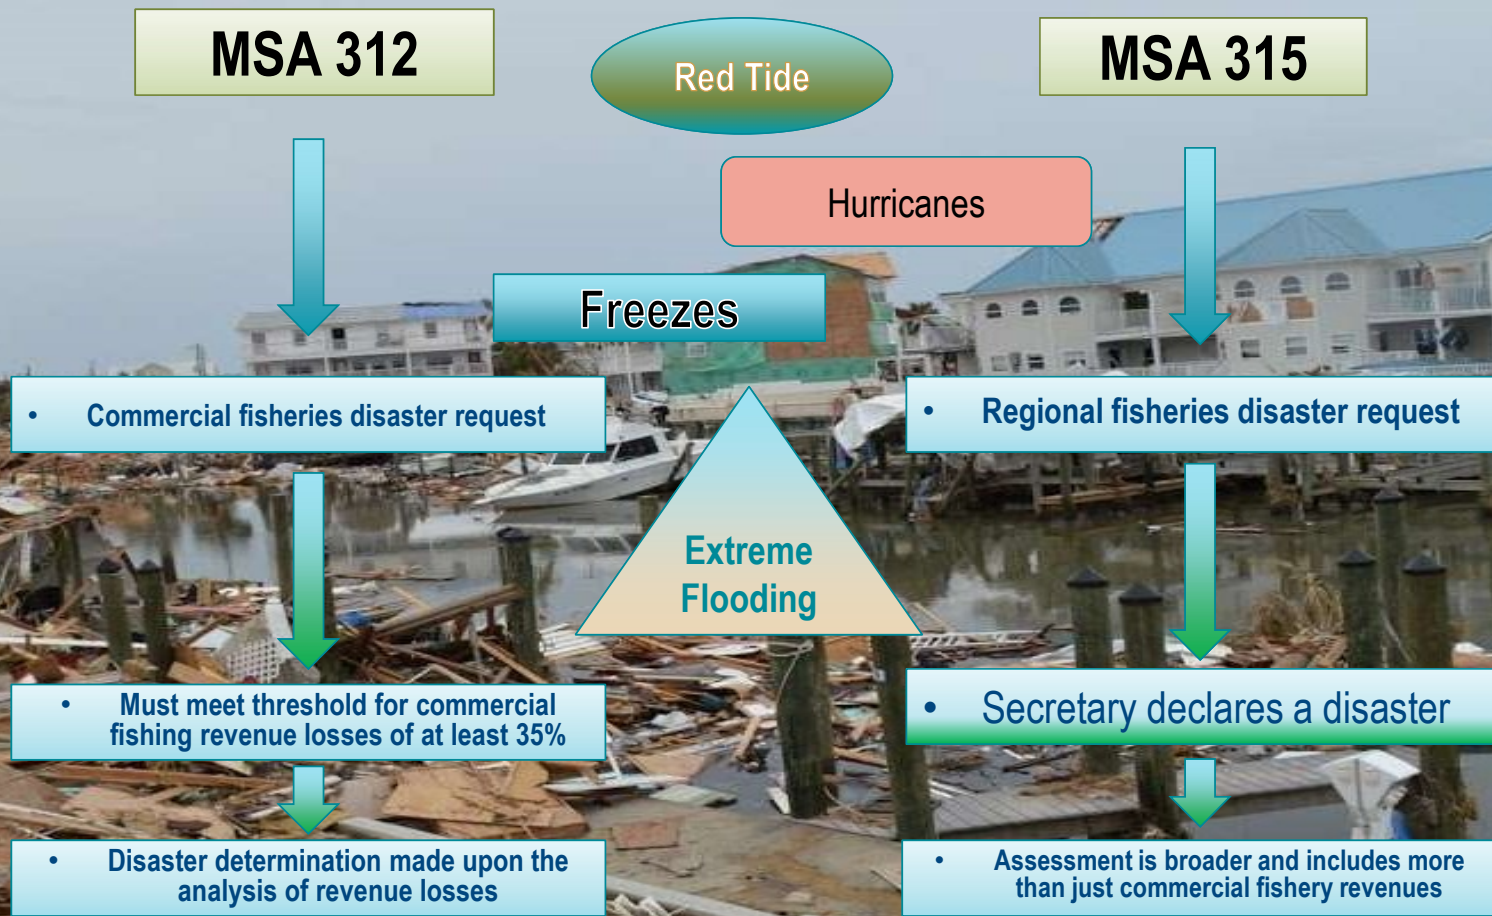 MSA 312
Red Tide
MSA 315
Hurricanes
Freezes
• Commercial fisheries disaster request
• Regional fisheries disaster request
Extreme
Flooding
• Must meet threshold for commercial
fishing revenue losses of at least 35%
• Secretary declares a disaster
• Disaster determination made upon the
analysis of revenue losses
• Assessment is broader and includes more
than just commercial fishery revenues